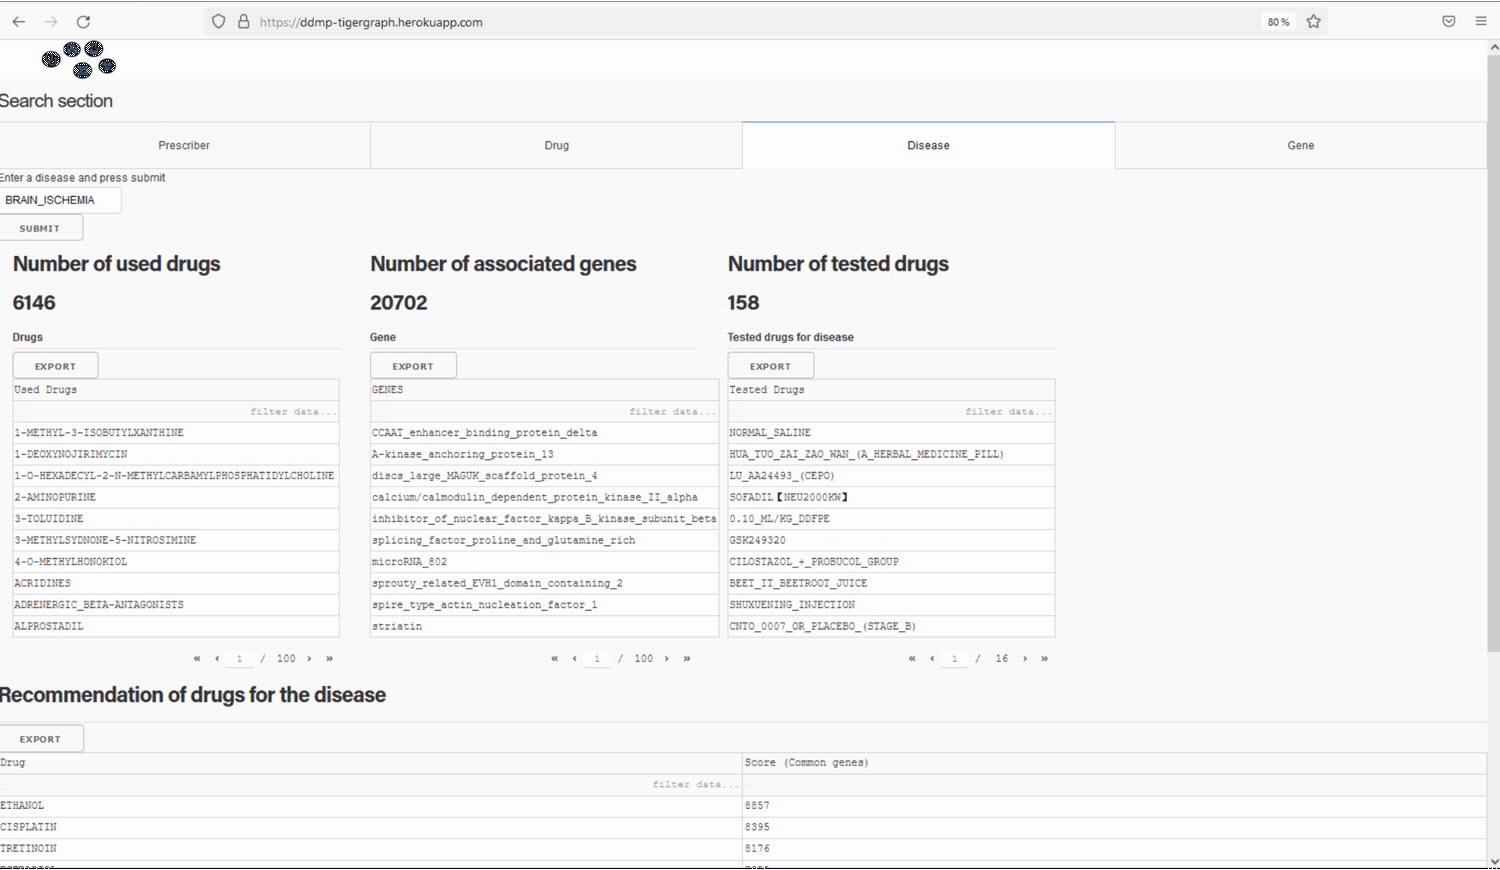 https://ddmp-tigergraph.herokuapp.com
80%
Search section
Prescriber
Drug
Disease
Gene
Enter a disease and press submit
BRAIN_ISCHEMIA
SUBMIT
Number of used drugs
6146
Drugs
EXPORT
Used Drugs
filter data...
1-METHYL-3-ISOBUTYLXANTHINE
1-DEOXYNOJIRIMYCIN
1-O-HEXADECYL-2-N-METHYLCARBAMYLPHOSPHATIDYLCHOLINE
2-AMINOPURINE
3-TOLUIDINE
3-METHYLSYDNONE-5-NITROSIMINE
4-O-METHYLHONOKIOL
ACRIDINES
ADRENERGIC_BETA-ANTAGONISTS
ALPROSTADIL
« ‹ 1 / 100 › »
Number of associated genes
20702
Gene
EXPORT
GENES
filter data...
CCAAT_enhancer_binding_protein_delta
A-kinase_anchoring_protein_13
discs_large_MAGUK_scaffold_protein_4
calcium/calmodulin_dependent_protein_kinase_II_alpha
inhibitor_of_nuclear_factor_kappa_B_kinase_subunit_beta
splicing_factor_proline_and_glutamine_rich
microRNA_802
sprouty_related_EVH1_domain_containing_2
spire_type_actin_nucleation_factor_1
striatin
« ‹ 1 / 100 › »
Number of tested drugs
158
Tested drugs for disease
EXPORT
Tested Drugs
filter data...
NORMAL_SALINE
HUA_TUO_ZAI_ZAO_WAN_(A_HERBAL_MEDICINE_PILL)
LU_AA24493_(CEPO)
SOFADIL【NEU2000KW】
0.10_ML/KG_DDFPE
GSK249320
CILOSTAZOL_+_PROBUCOL_GROUP
BEET_IT_BEETROOT_JUICE
SHUXUENING_INJECTION
CNTO_0007_OR_PLACEBO_(STAGE_B)
« ‹ 1 / 16 › »
Recommendation of drugs for the disease
EXPORT
Drug
Score (Common genes)
filter data...
ETHANOL
8857
CISPLATIN
8395
TRETINOIN
8176